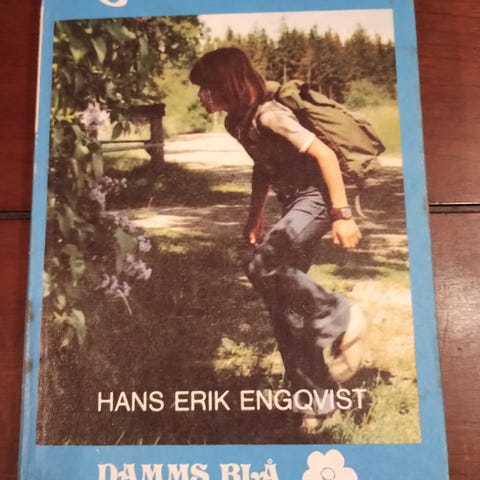 HANS ERIK ENGQVIST
DAMMS BLÅ